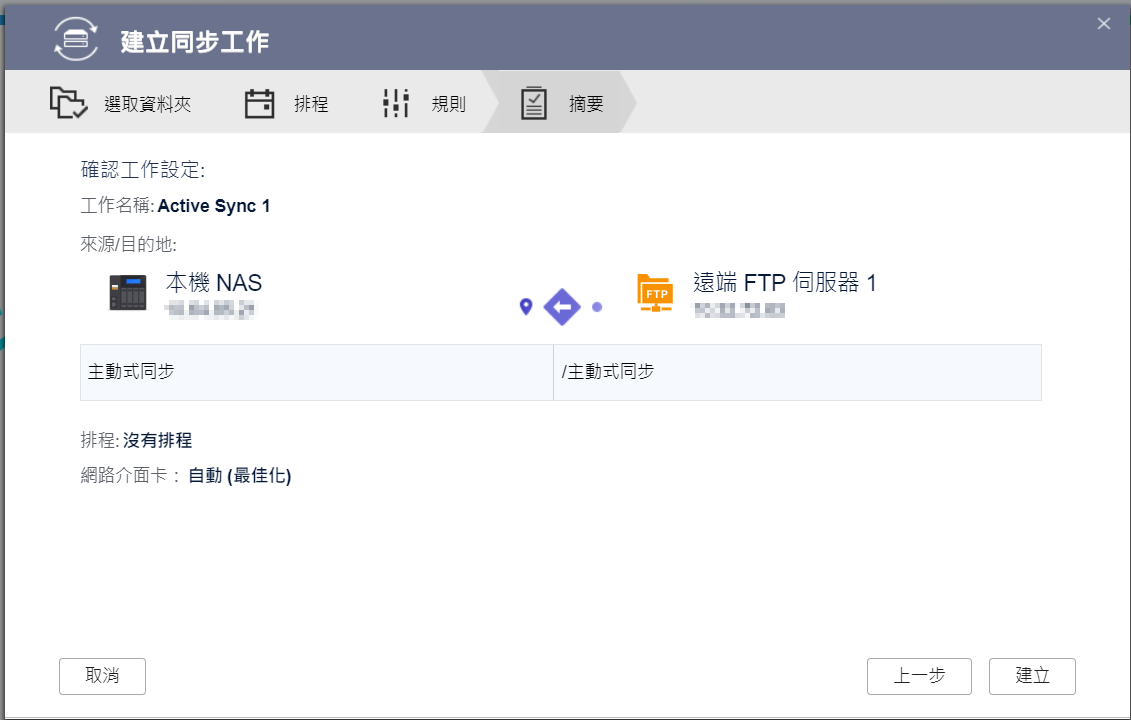 建立同步工作
選取資料夾
排程
規則
摘要
確認工作設定:
工作名稱: Active Sync 1
來源/目的地:
本機 NAS
FTP
遠端 FTP 伺服器 1
主動式同步
/主動式同步
排程: 沒有排程
網路介面卡： 自動 (最佳化)
取消
上一步
建立